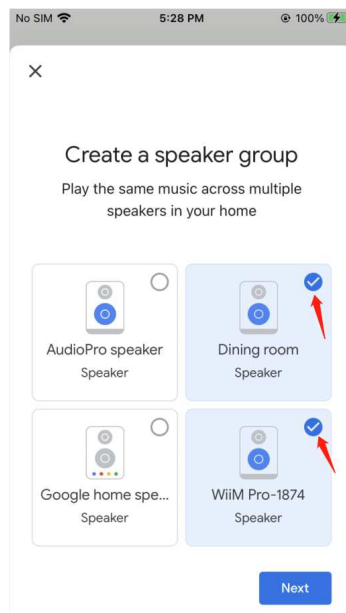 No SIM 5:28 PM 100%
Create a speaker group
Play the same music across multiple
speakers in your home
AudioPro speaker
Speaker
Dining room
Speaker
Google home spe...
Speaker
WiiM Pro-1874
Speaker
Next